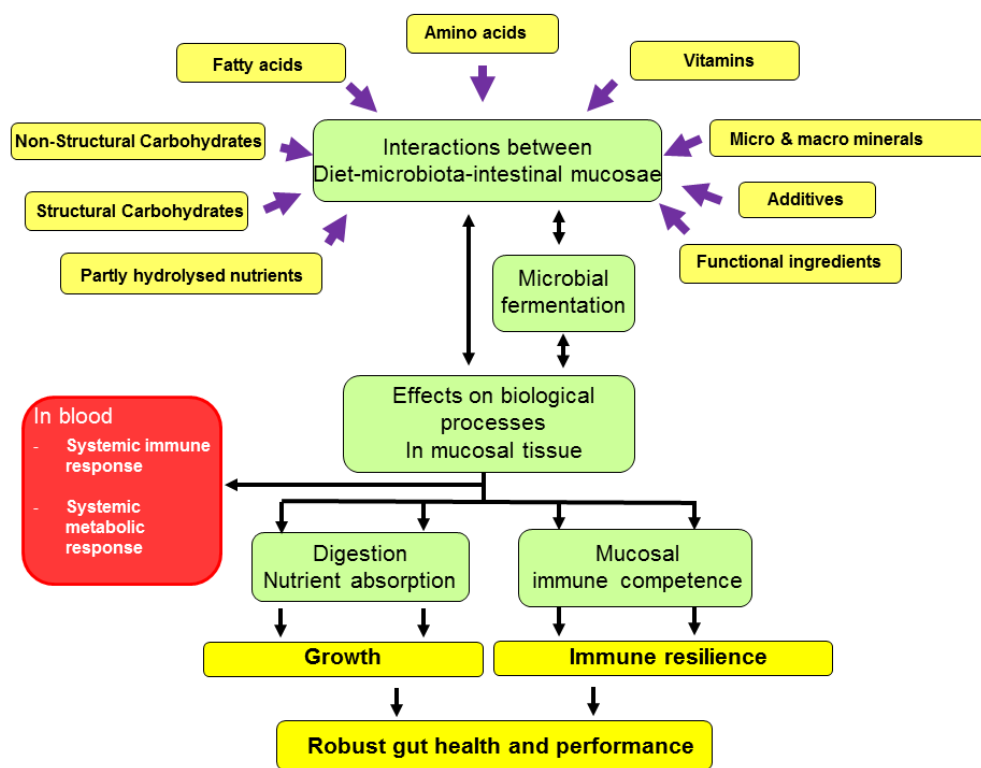 Amino acids
Fatty acids
Vitamins
Non-Structural Carbohydrates
Interactions between
Diet-microbiota-intestinal mucosae
Micro & macro minerals
Structural Carbohydrates
Additives
Partly hydrolysed nutrients
Functional ingredients
Microbial
fermentation
Effects on biological
processes
In mucosal tissue
In blood
- Systemic immune
response
- Systemic
metabolic
response
Digestion
Nutrient absorption
Mucosal
immune competence
Growth
Immune resilience
Robust gut health and performance